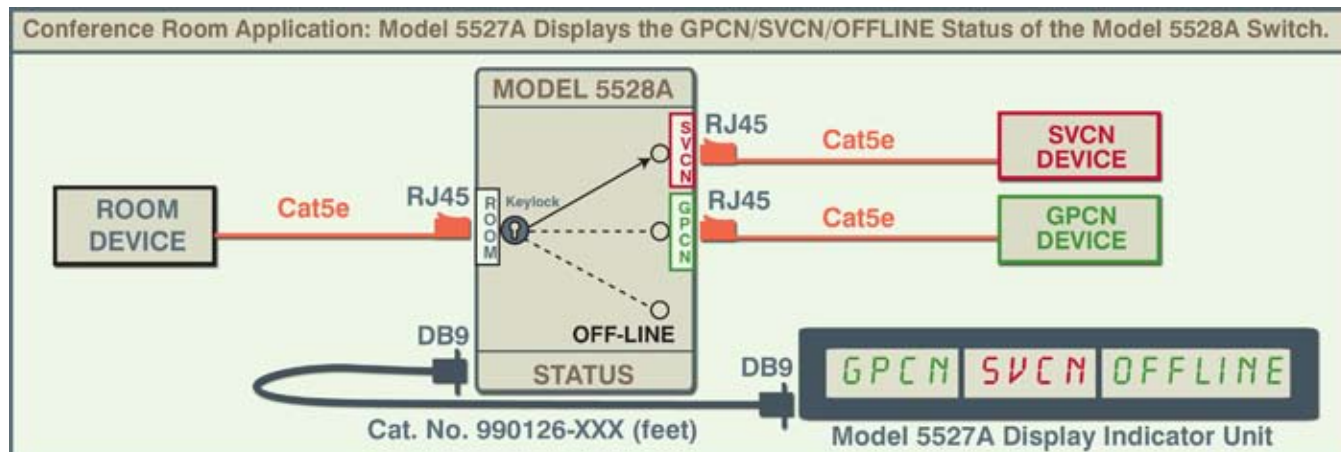 Conference Room Application: Model 5527A Displays the GPCN/SVCN/OFFLINE Status of the Model 5528A Switch.
MODEL 5528A
ROOM
DEVICE
Cat5e
RJ45
ROOM
Keylock
SVCN
GPCN
OFF-LINE
STATUS
RJ45
Cat5e
SVCN
DEVICE
RJ45
Cat5e
GPCN
DEVICE
DB9
Cat. No. 990126-XXX (feet)
DB9
GPCN SVCN OFFLINE
Model 5527A Display Indicator Unit